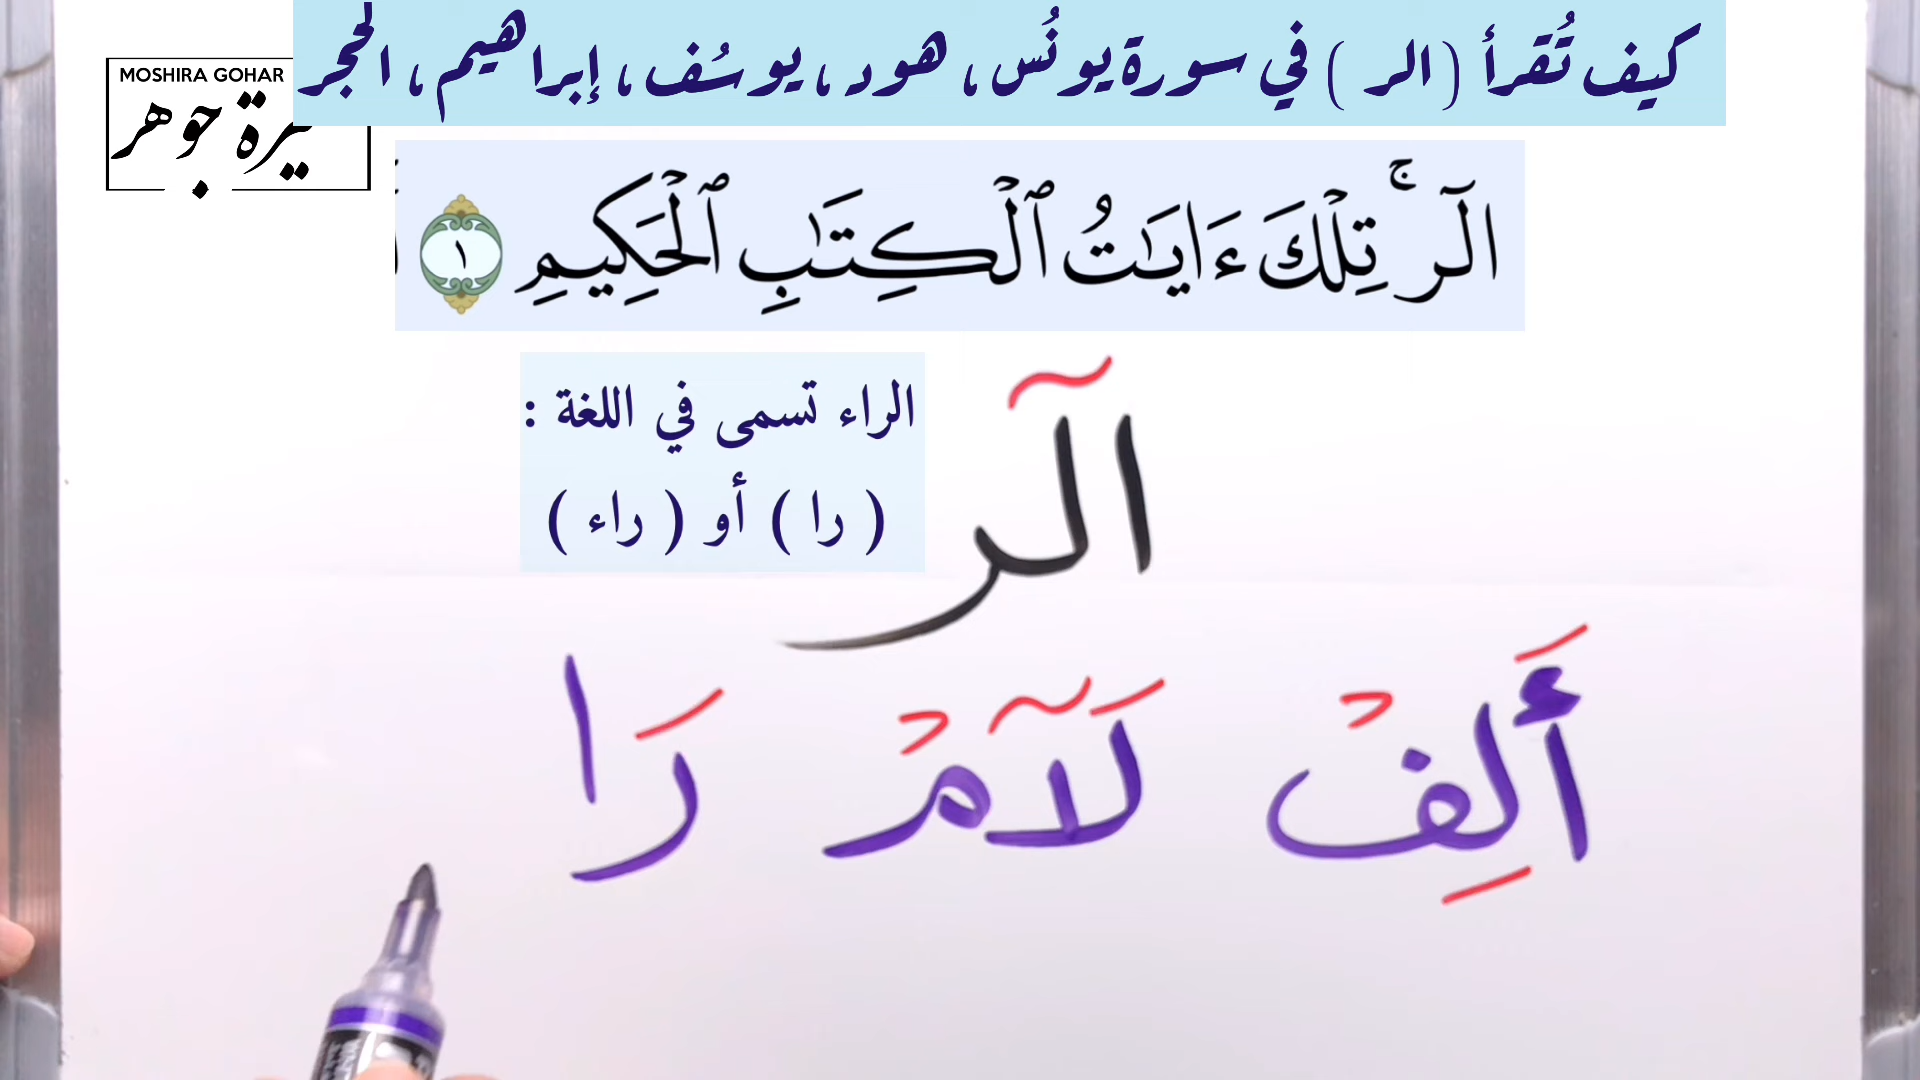 كيف تُقرأ ( الر ) في سورة يونُس، هود، يوسُف، إبراهيم، الحجر
MOSHIRA GOHAR
جوهر
الٓرۚ تِلْكَ ءَايَٰتُ ٱلْكِتَٰبِ ٱلْحَكِيمِ ١
الراء تسمى في اللغة :
( را ) أو ( راء )
الٓر
أَلِفْ لَآمْ رَا